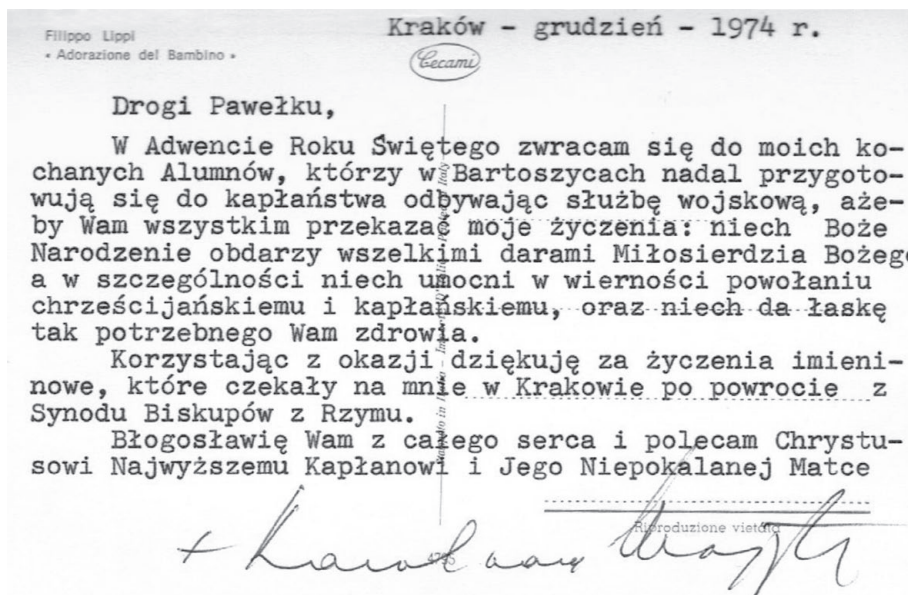 Filippo Lippi
« Adorazione del Bambino »
Kraków - grudzień - 1974 r.
Cecami
Drogi Pawełku,
W Adwencie Roku Świętego zwracam się do moich ko-
chanych Alumnów, którzy w Bartoszycach nadal przygoto-
wują się do kapłaństwa odbywając służbę wojskową, aże-
by Wam wszystkim przekazać moje życzenia: niech Boże
Narodzenie obdarzy wszelkimi darami Miłosierdzia Bożego
a w szczególności niech umocni w wierności powołaniu
chrześcijańskiemu i kapłańskiemu, oraz niech da łaskę
tak potrzebnego Wam zdrowia.
Korzystając z okazji dziękuję za życzenia imieni-
nowe, które czekały na mnie w Krakowie po powrocie z
Synodu Biskupów z Rzymu.
Błogosławię Wam z całego serca i polecam Chrystu-
sowi Najwyższemu Kapłanowi i Jego Niepokalanej Matce
Riproduzione vietata
+ Karol